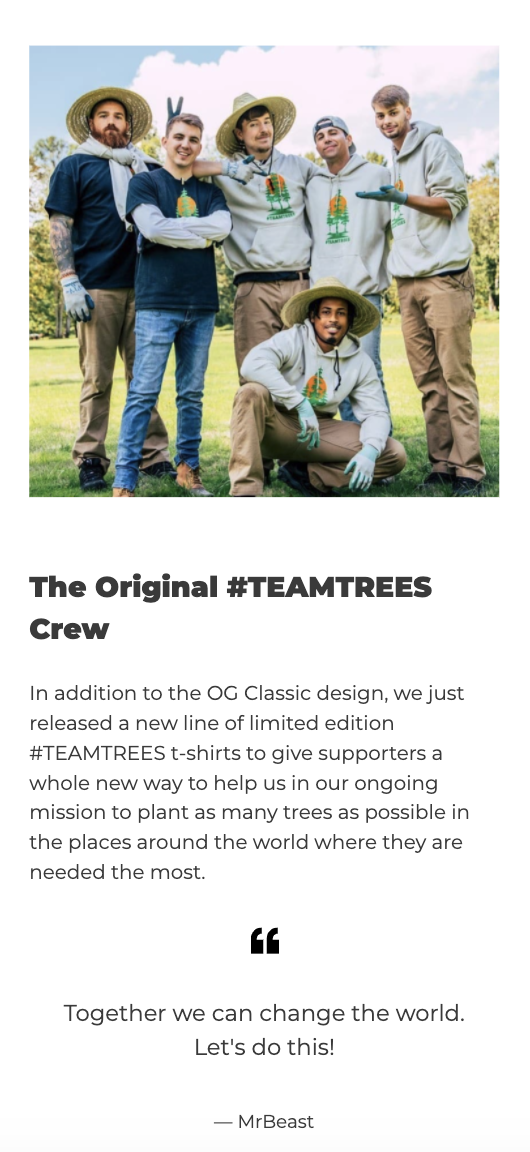 #TEAMTREES
#TEAMTREES
The Original #TEAMTREES
Crew
In addition to the OG Classic design, we just
released a new line of limited edition
#TEAMTREES t-shirts to give supporters a
whole new way to help us in our ongoing
mission to plant as many trees as possible in
the places around the world where they are
needed the most.
“
Together we can change the world.
Let's do this!
— MrBeast